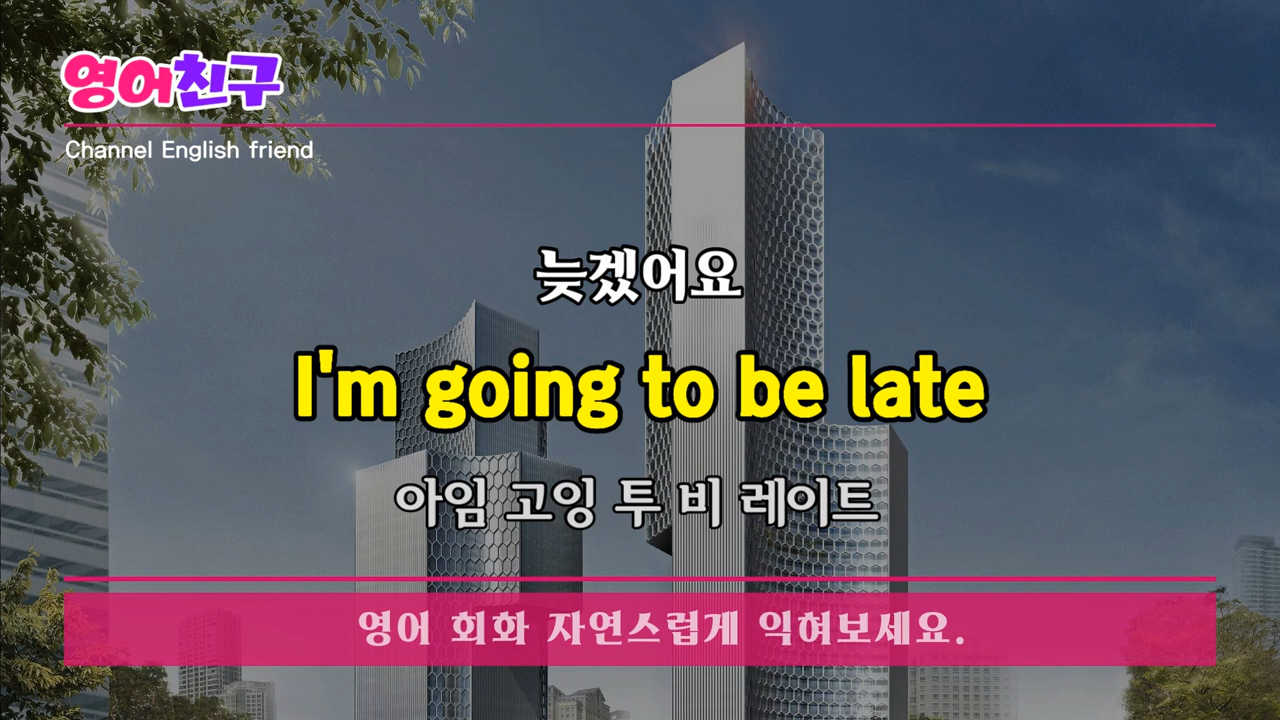 영어친구
Channel English friend
늦겠어요
I'm going to be late
아임 고잉 투 비 레이트
영어 회화 자연스럽게 익혀보세요.